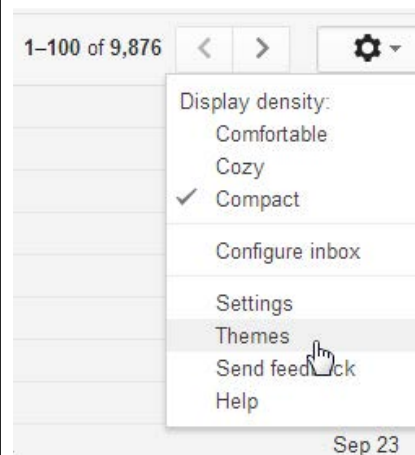 1–100 of 9,876
Display density:
Comfortable
Cozy
Compact
Configure inbox
Settings
Themes
Send feedback
Help
Sep 23